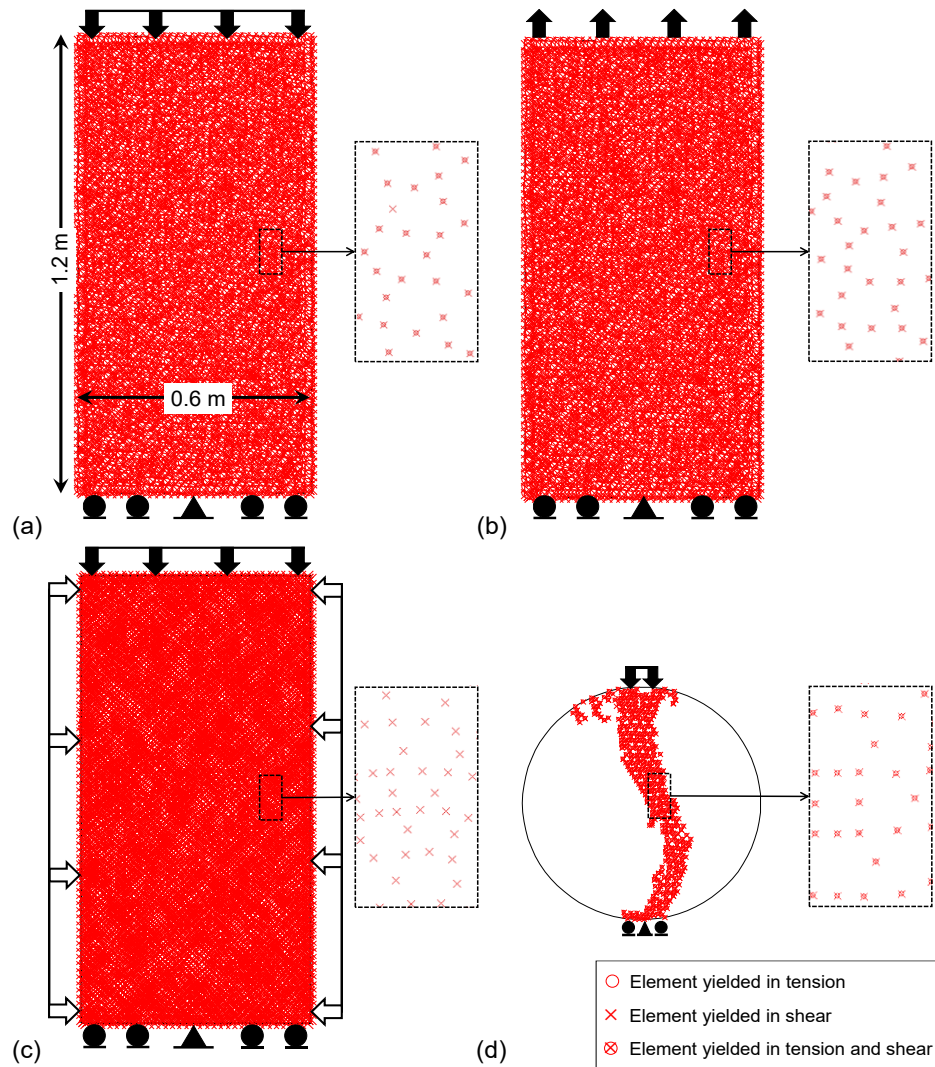 1.2 m
0.6 m
(a)
(b)
(c)
(d)
Element yielded in tension
Element yielded in shear
Element yielded in tension and shear